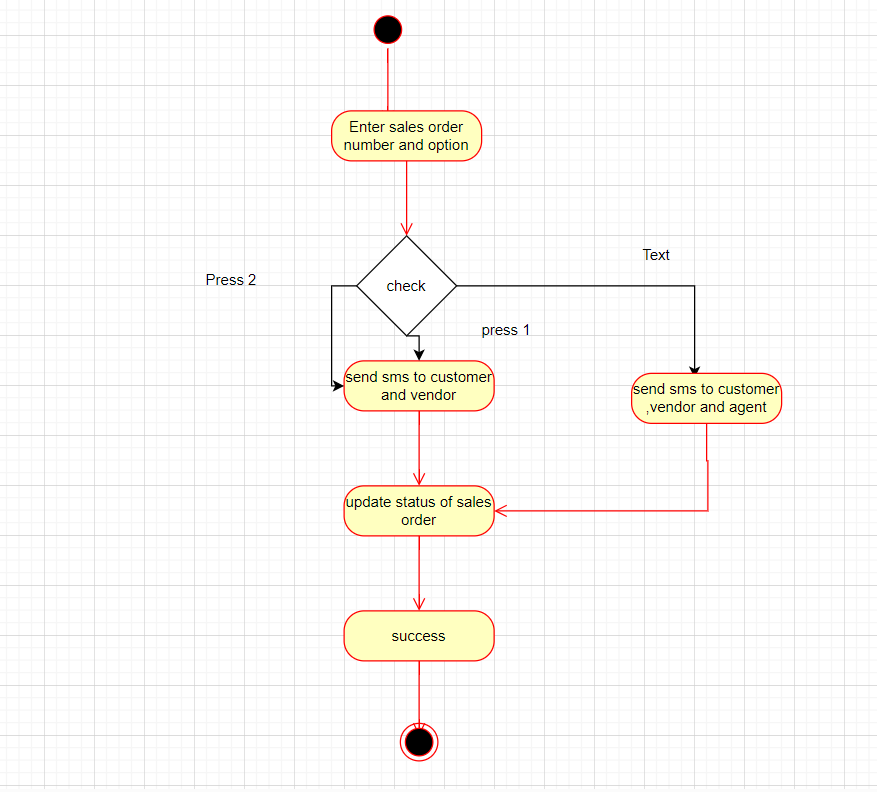 Enter sales order
number and option
Text
Press 2
check
press 1
send sms to customer
and vendor
send sms to customer
,vendor and agent
update status of sales
order
success